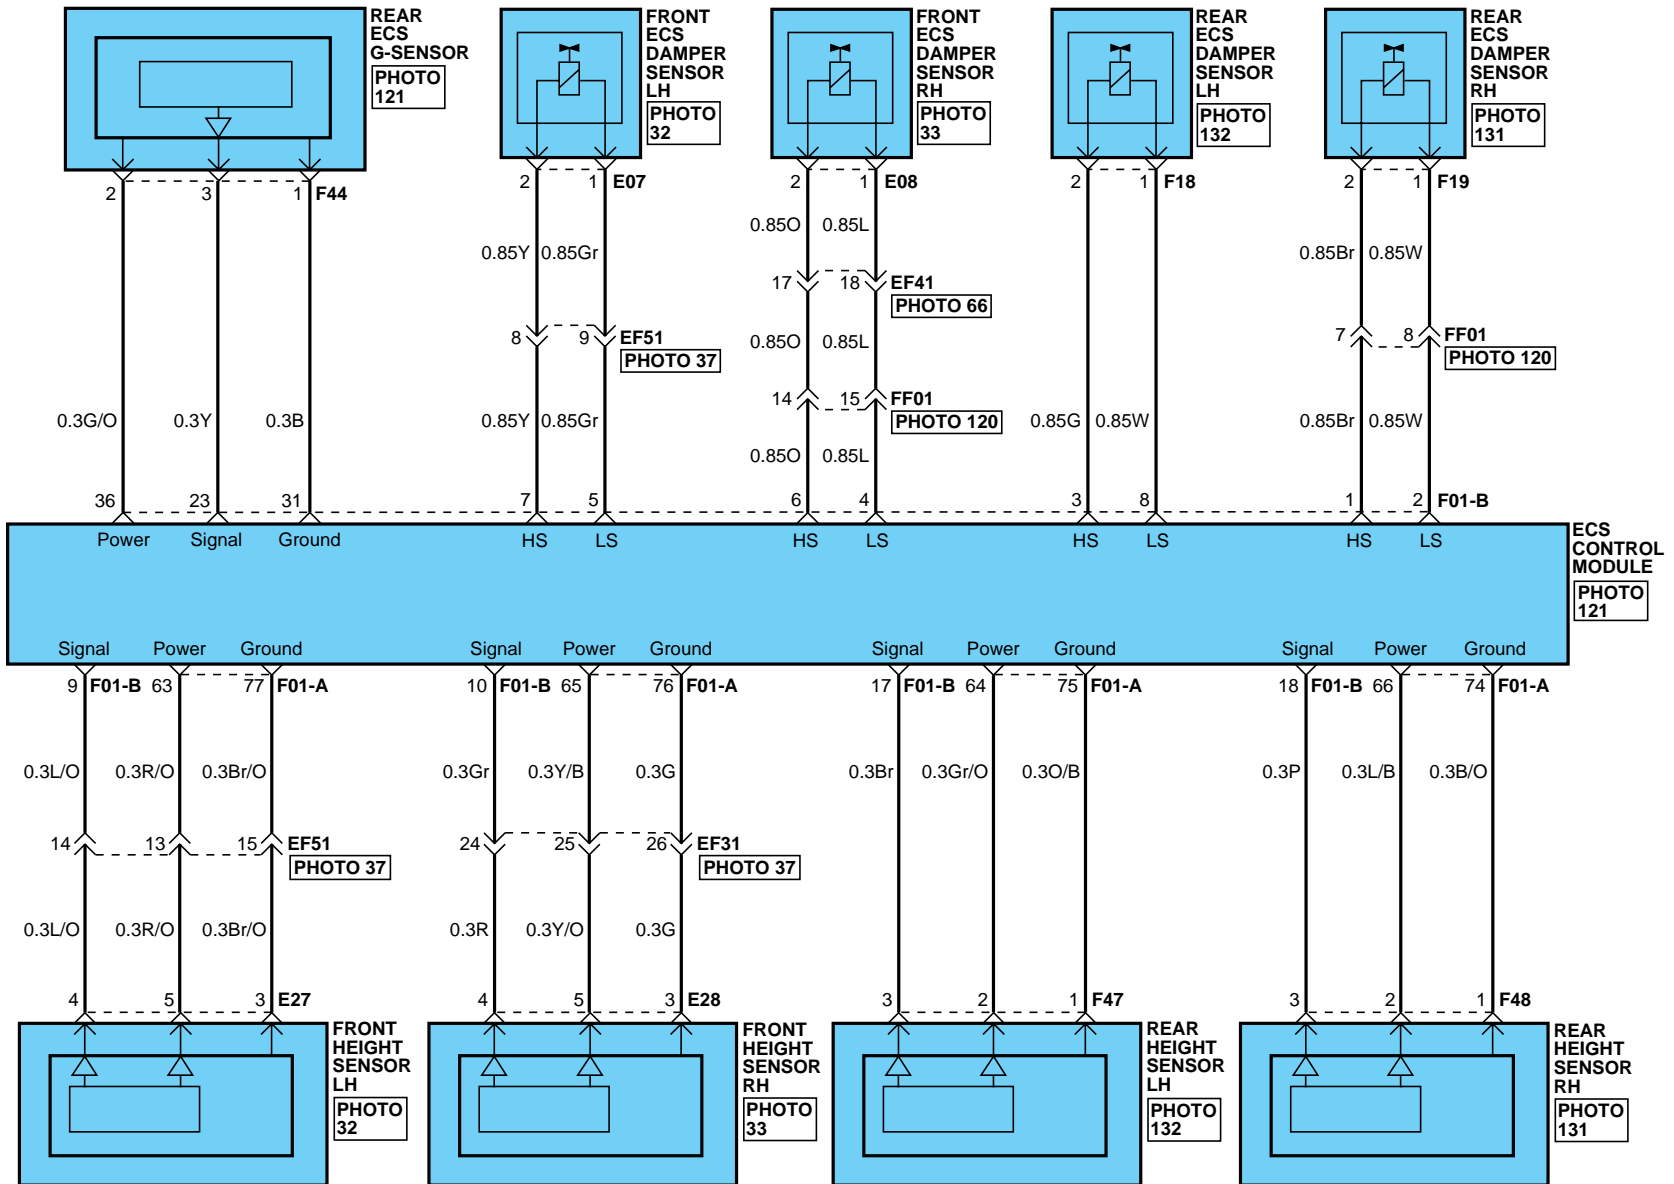 REAR
ECS
G-SENSOR
PHOTO
121
FRONT
ECS
DAMPER
SENSOR
LH
PHOTO
32
FRONT
ECS
DAMPER
SENSOR
RH
PHOTO
33
REAR
ECS
DAMPER
SENSOR
LH
PHOTO
132
REAR
ECS
DAMPER
SENSOR
RH
PHOTO
131
2 3 1 F44
2 1 E07
2 1 E08
2 1 F18
2 1 F19
0.85O 0.85L
0.85Y 0.85Gr
0.85Br 0.85W
17 18 EF41
PHOTO 66
8 9 EF51
PHOTO 37
0.85O 0.85L
7 8 FF01
PHOTO 120
14 15 FF01
PHOTO 120
0.3G/O 0.3Y 0.3B
0.85Y 0.85Gr
0.85O 0.85L
0.85G 0.85W
0.85Br 0.85W
36 23 31 7 5 6 4 3 8 1 2 F01-B
Power Signal Ground HS LS HS LS HS LS HS LS
ECS
CONTROL
MODULE
PHOTO
121
Signal Power Ground Signal Power Ground Signal Power Ground Signal Power Ground
9 F01-B 63 77 F01-A
10 F01-B 65 76 F01-A
17 F01-B 64 75 F01-A
18 F01-B 66 74 F01-A
0.3L/O 0.3R/O 0.3Br/O
0.3Gr 0.3Y/B 0.3G
0.3Br 0.3Gr/O 0.3O/B
0.3P 0.3L/B 0.3B/O
14 13 15 EF51
PHOTO 37
24 25 26 EF31
PHOTO 37
0.3L/O 0.3R/O 0.3Br/O
0.3R 0.3Y/O 0.3G
4 5 3 E27
4 5 3 E28
3 2 1 F47
3 2 1 F48
FRONT
HEIGHT
SENSOR
LH
PHOTO
32
FRONT
HEIGHT
SENSOR
RH
PHOTO
33
REAR
HEIGHT
SENSOR
LH
PHOTO
132
REAR
HEIGHT
SENSOR
RH
PHOTO
131